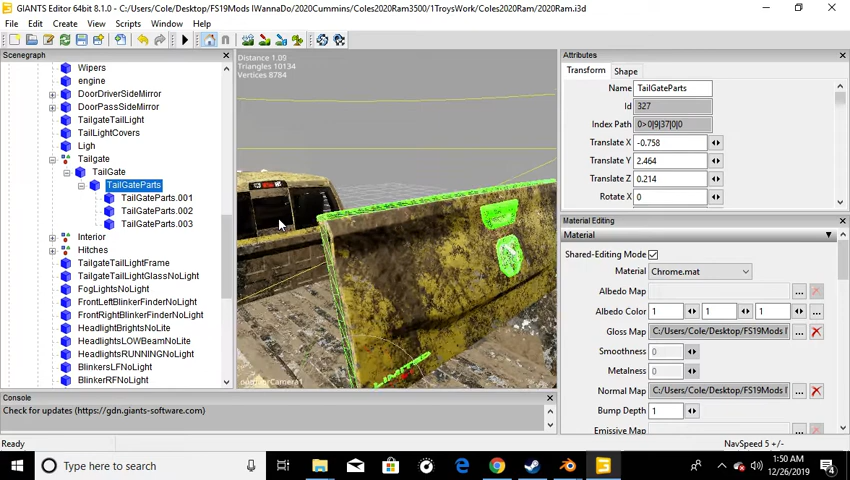 GIANTS Editor 64bit 8.1.0 - C:/Users/Cole/Desktop/FS19Mods IWannaDo/2020Cummins/Coles2020Ram3500/1TroysWork/Coles2020Ram/2020Ram.i3d
File Edit Create View Scripts Window Help
Scenegraph
Wipers
engine
DoorDriverSideMirror
DoorPassSideMirror
TailgateTailLight
TailLightCovers
Ligh
Tailgate
TailGate
TailGateParts
TailGateParts.001
TailGateParts.002
TailGateParts.003
Interior
Hitches
TailgateTailLightFrame
TailgateTailLightGlassNoLight
FogLightsNoLight
FrontLeftBlinkerFinderNoLight
FrontRightBlinkerFinderNoLight
HeadlightBrightsNoLite
HeadlightsLOWBeamNoLite
HeadlightsRUNNINGNoLite
BlinkersLFNoLight
BlinkerRFNoLight
Distance 1.09
Triangles 10134
Vertices 8784
LIMITED
Attributes
Transform Shape
Name TailGateParts
Id 327
Index Path 0>0|9|37|0|0
Translate X -0.758
Translate Y 2.464
Translate Z 0.214
Rotate X 0
Material Editing
Material
Shared-Editing Mode
Material Chrome.mat
Albedo Map ...
Albedo Color 1 1 1 ...
Gloss Map C:/Users/Cole/Desktop/FS19Mods I ...
Smoothness 0
Metalness 0
Normal Map C:/Users/Cole/Desktop/FS19Mods I ...
Bump Depth 1
Emissive Map
Console
Check for updates (https://gdn.giants-software.com)
Ready
NavSpeed 5 +/-
Type here to search
1:50 AM
12/26/2019
4